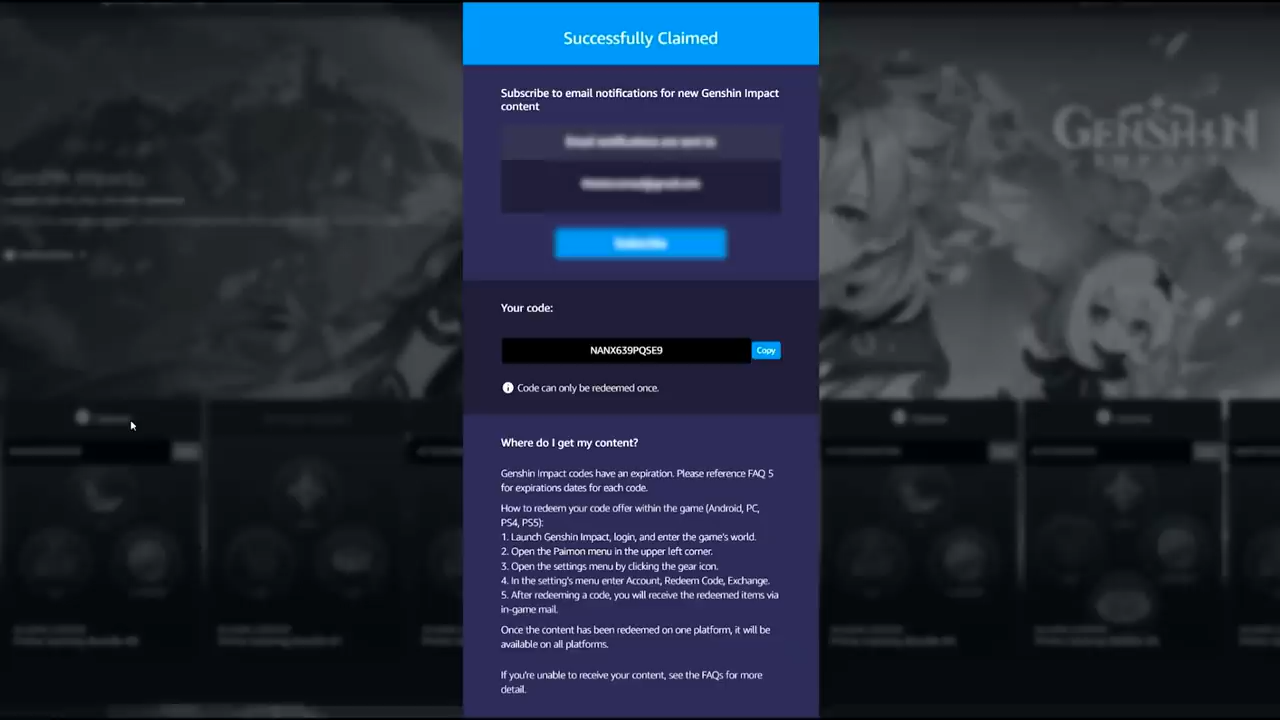 Successfully Claimed
Subscribe to email notifications for new Genshin Impact
content
Email notifications are sent to
Subscribe
Your code:
NANX639PQSE9
Copy
Code can only be redeemed once.
Where do I get my content?
Genshin Impact codes have an expiration. Please reference FAQ 5
for expirations dates for each code.
How to redeem your code offer within the game (Android, PC,
PS4, PS5):
1. Launch Genshin Impact, login, and enter the game's world.
2. Open the Paimon menu in the upper left corner.
3. Open the settings menu by clicking the gear icon.
4. In the setting's menu enter Account, Redeem Code, Exchange.
5. After redeeming a code, you will receive the redeemed items via
in-game mail.
Once the content has been redeemed on one platform, it will be
available on all platforms.
If you're unable to receive your content, see the FAQs for more
detail.
GENSHIN
IMPACT